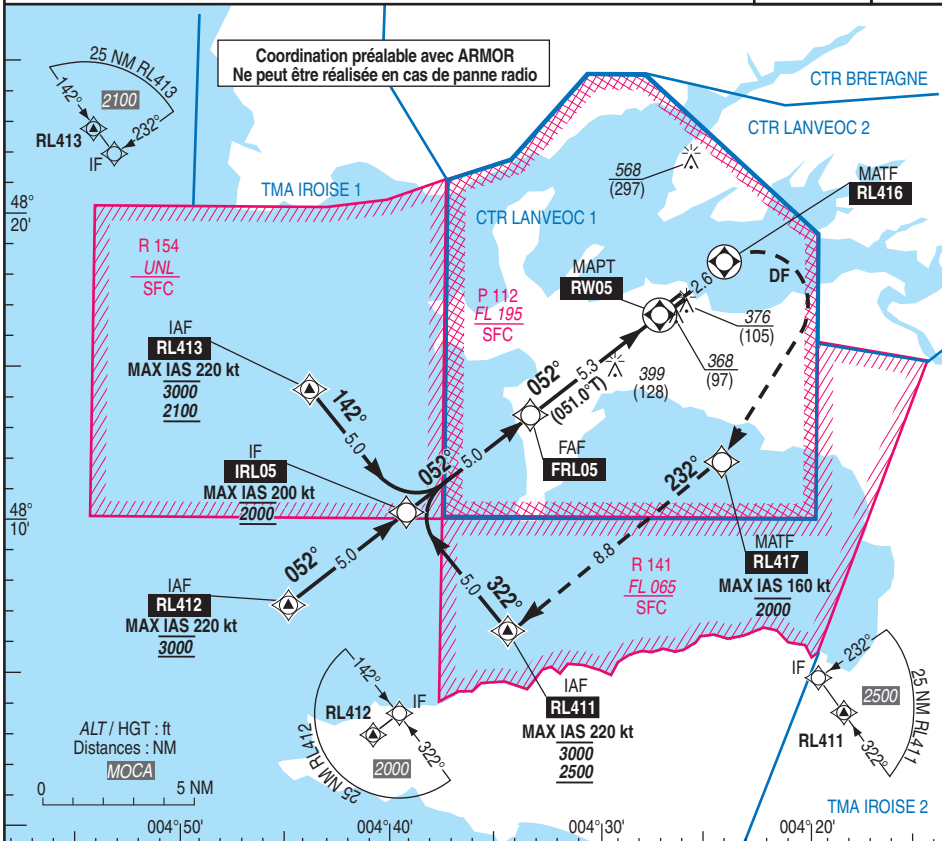 Coordination préalable avec ARMOR
Ne peut être réalisée en cas de panne radio
25 NM RL413
142°
2100
232°
RL413
IF
CTR BRETAGNE
CTR LANVEOC 2
568
(297)
MATF
RL416
TMA IROISE 1
48°
20'
CTR LANVEOC 1
R 154
UNL
SFC
P 112
FL 195
SFC
MAPT
RW05
2.6
DF
376
(105)
368
(97)
399
(128)
IAF
RL413
MAX IAS 220 kt
3000
2100
142°
5.0
052°
(051.0°T)
5.3
FAF
FRL05
IF
IRL05
MAX IAS 200 kt
2000
052°
5.0
232°
8.8
48°
10'
MATF
RL417
MAX IAS 160 kt
2000
R 141
FL 065
SFC
IAF
RL412
MAX IAS 220 kt
3000
052°
5.0
322°
5.0
IAF
RL411
MAX IAS 220 kt
3000
2500
142°
IF
RL412
322°
2000
25 NM RL412
IF
232°
2500
RL411
322°
25 NM RL411
ALT / HGT : ft
Distances : NM
MOCA
0 5 NM
TMA IROISE 2
004°50' 004°40' 004°30' 004°20'